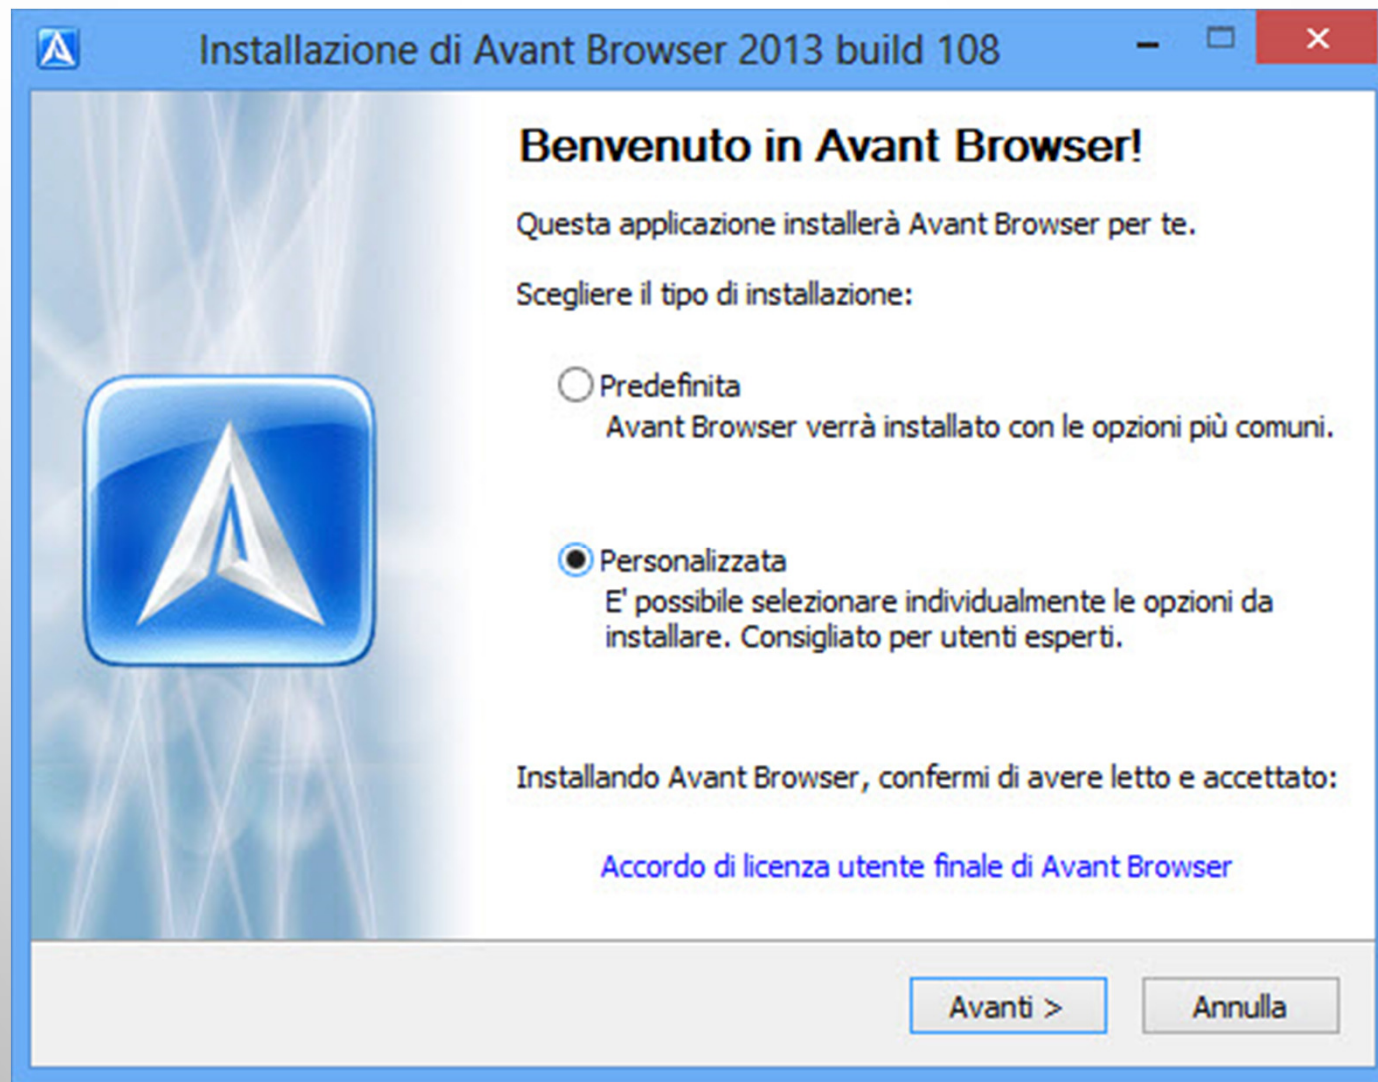 Installazione di Avant Browser 2013 build 108
Benvenuto in Avant Browser!
Questa applicazione installerà Avant Browser per te.
Scegliere il tipo di installazione:
Predefinita
Avant Browser verrà installato con le opzioni più comuni.
Personalizzata
E' possibile selezionare individualmente le opzioni da
installare. Consigliato per utenti esperti.
Installando Avant Browser, confermi di avere letto e accettato:
Accordo di licenza utente finale di Avant Browser
Avanti >
Annulla